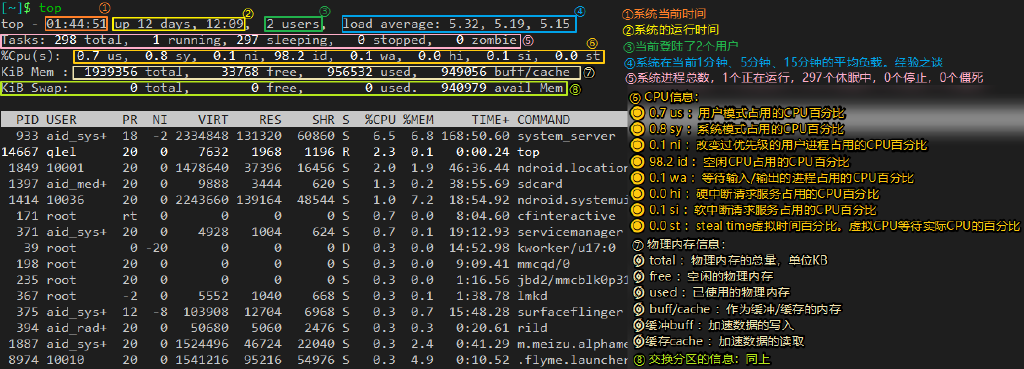 [~]$ top
top - 01:44:51 up 12 days, 12:09, 2 users, load average: 5.32, 5.19, 5.15
② ③ ④
Tasks: 298 total, 1 running, 297 sleeping, 0 stopped, 0 zombie ⑤
⑥
%Cpu(s): 0.7 us, 0.8 sy, 0.1 ni, 98.2 id, 0.1 wa, 0.0 hi, 0.1 si, 0.0 st
KiB Mem : 1939356 total, 33768 free, 956532 used, 949056 buff/cache ⑦
KiB Swap: 0 total, 0 free, 0 used. 940979 avail Mem ⑧
PID USER PR NI VIRT RES SHR S %CPU %MEM TIME+ COMMAND
933 aid_sys+ 18 -2 2334848 131320 60860 S 6.5 6.8 168:50.60 system_server
14667 qlel 20 0 7632 1968 1196 R 2.3 0.1 0:00.24 top
1849 10001 20 0 1478640 37396 16456 S 2.0 1.9 36:46.44 ndroid.location
1397 aid_med+ 20 0 9888 3444 620 S 1.3 0.2 38:55.69 sdcard
1414 10036 20 0 2243660 139164 48544 S 1.0 7.2 18:54.92 ndroid.systemui
171 root rt 0 0 0 0 S 0.7 0.0 8:04.60 cfinteractive
371 aid_sys+ 20 0 4928 1004 624 S 0.7 0.1 19:12.93 servicemanager
39 root 0 -20 0 0 0 D 0.3 0.0 14:52.98 kworker/u17:0
198 root 20 0 0 0 0 S 0.3 0.0 9:09.41 mmcqd/0
235 root 20 0 0 0 0 S 0.3 0.0 1:16.56 jbd2/mmcblk0p31
367 root -2 0 5552 1040 668 S 0.3 0.1 1:38.78 lmkd
375 aid_sys+ 12 -8 103908 12704 6968 S 0.3 0.7 15:48.28 surfaceflinger
394 aid_rad+ 20 0 50680 5060 2476 S 0.3 0.3 0:20.61 rild
1887 aid_sys+ 20 0 1524496 46724 22040 S 0.3 2.4 0:41.29 m.meizu.alphame
8974 10010 20 0 1541216 95216 54976 S 0.3 4.9 0:10.52 .flyme.launcher
①系统当前时间
②系统的运行时间
③当前登陆了2个用户
④系统在当前1分钟、5分钟、15分钟的平均负载。经验之谈
⑤系统进程总数，1个正在运行，297个休眠中，0个停止，0个僵死
⑥ CPU信息：
0.7 us：用户模式占用的CPU百分比
0.8 sy：系统模式占用的CPU百分比
0.1 ni：改变过优先级的用户进程占用的CPU百分比
98.2 id：空闲CPU占用的CPU百分比
0.1 wa：等待输入/输出的进程占用的CPU百分比
0.0 hi：硬中断请求服务占用的CPU百分比
0.1 si：软中断请求服务占用的CPU百分比
0.0 st：steal time虚拟时间百分比。虚拟CPU等待实际CPU的百分比
⑦ 物理内存信息：
total：物理内存的总量，单位KB
free：空闲的物理内存
used：已使用的物理内存
buff/cache：作为缓冲/缓存的内存
缓冲buff：加速数据的写入
缓存cache：加速数据的读取
⑧ 交换分区的信息：同上